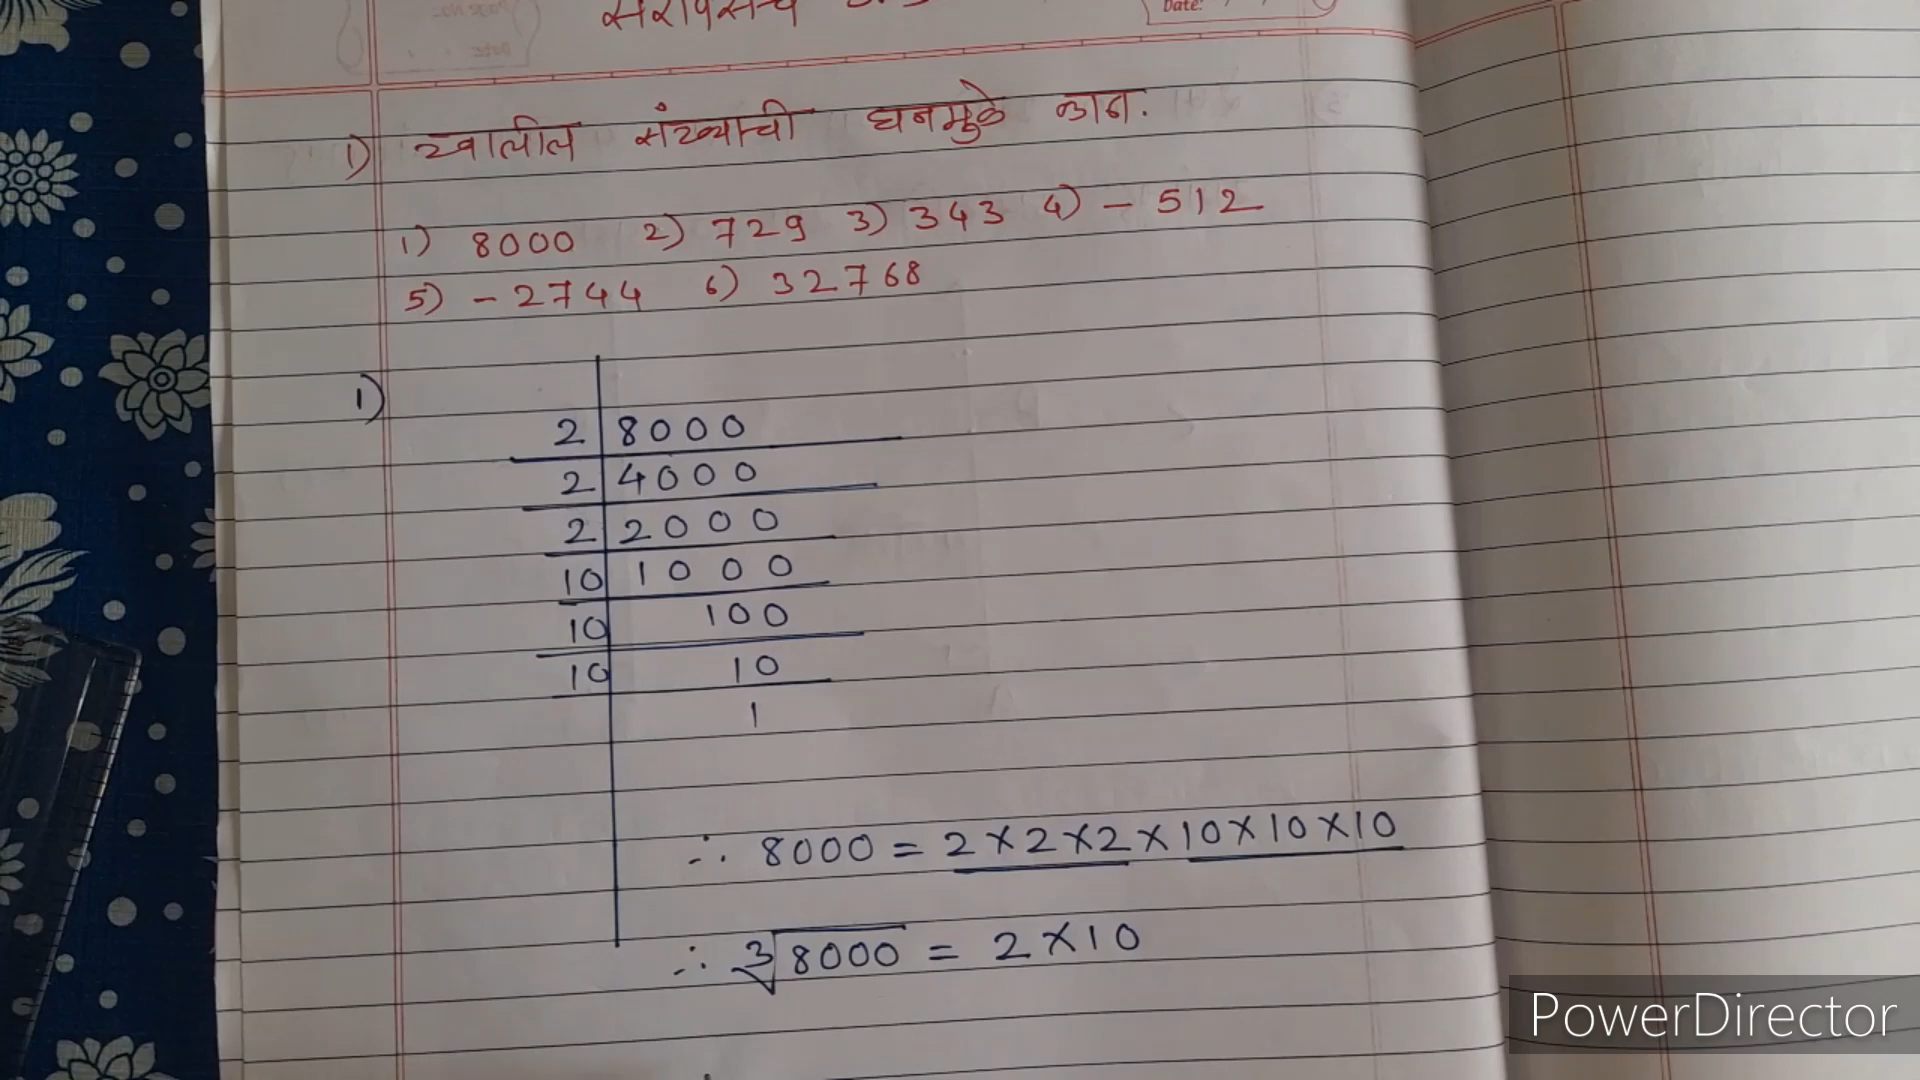 सरावसंच
Date:
1) खालील संख्याची घनमुळे काढा.
1) 8000 2) 729 3) 343 4) - 512
5) - 2744 6) 32768
1)
2 8000
2 4000
2 2000
10 1000
10 100
10 10
1
∴ 8000 = 2×2×2×10×10×10
∴ ∛8000 = 2×10
PowerDirector